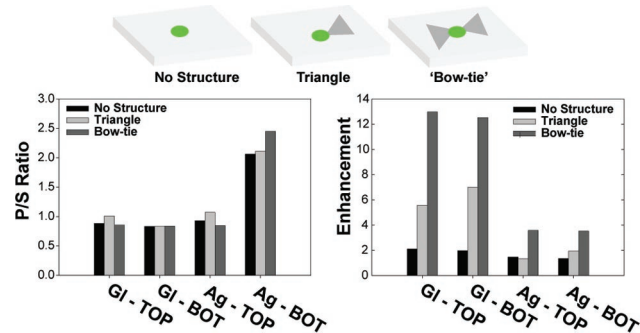 No Structure Triangle 'Bow-tie'
P/S Ratio
3.0
2.5
2.0
1.5
1.0
0.5
0.0
No Structure
Triangle
Bow-tie
Gl - TOP
Gl - BOT
Ag - TOP
Ag - BOT
Enhancement
14
12
10
8
6
4
2
0
No Structure
Triangle
Bow-tie
Gl - TOP
Gl - BOT
Ag - TOP
Ag - BOT